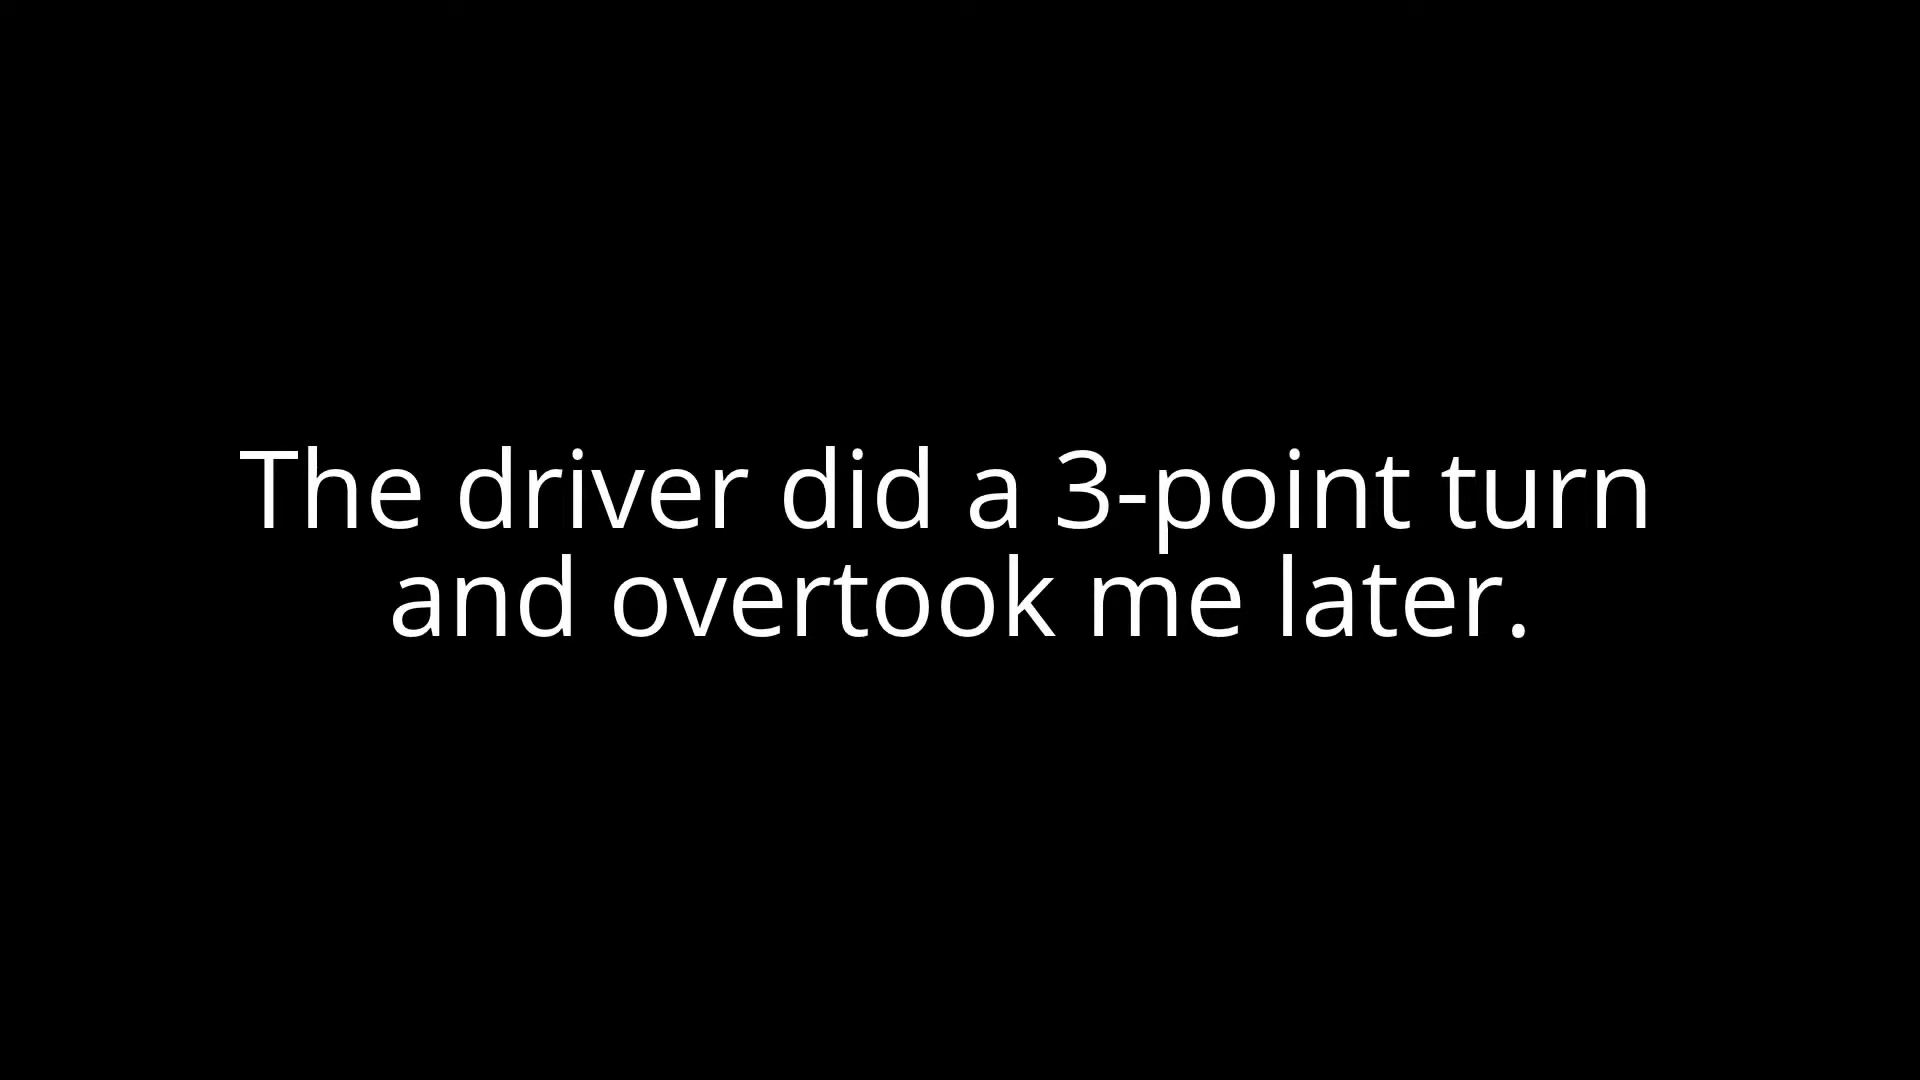 The driver did a 3-point turn
and overtook me later.